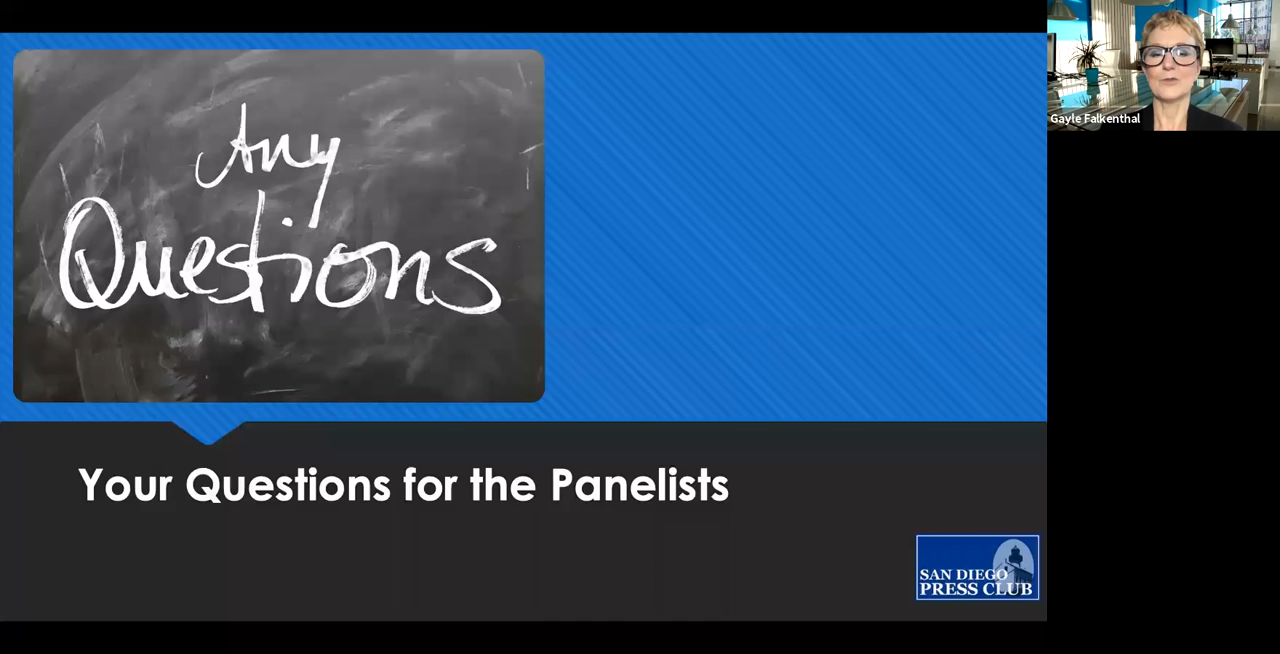 Any
Questions
Your Questions for the Panelists
SAN DIEGO
PRESS CLUB
Gayle Falkenthal